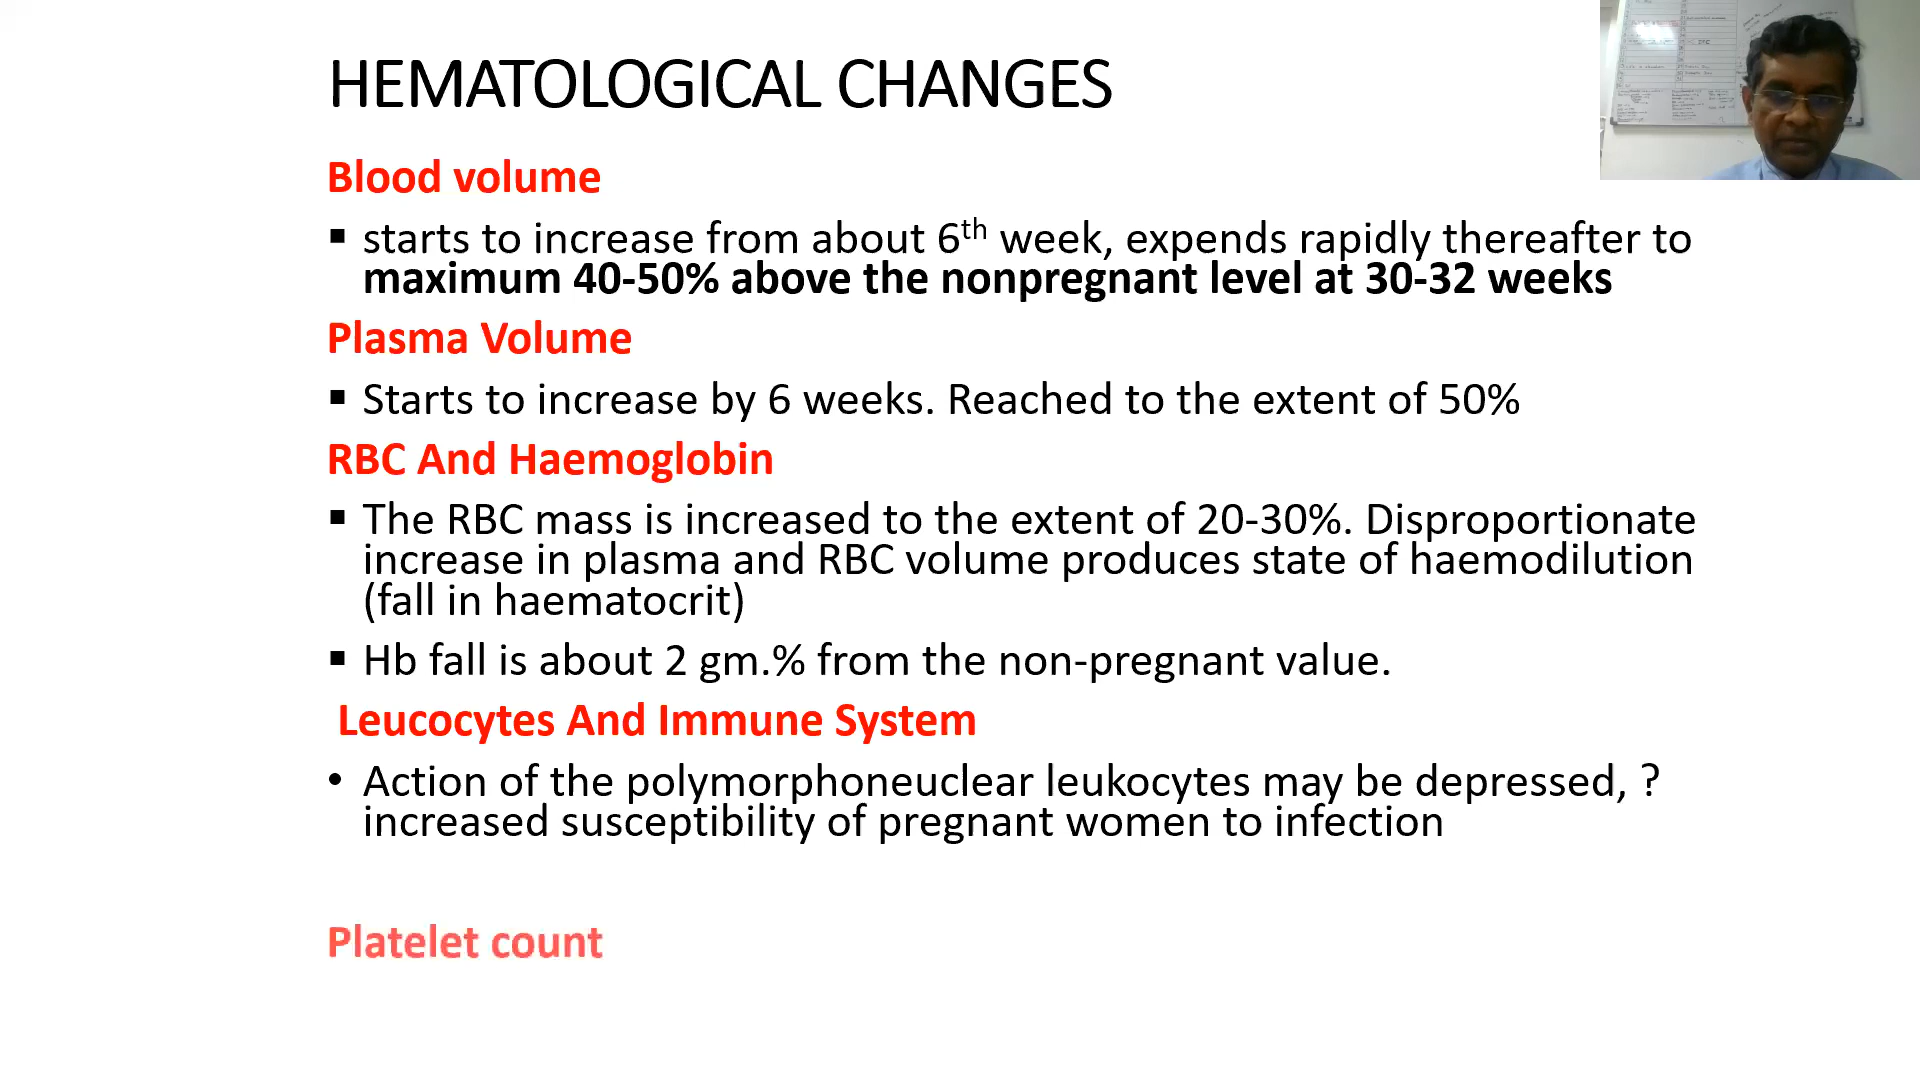 HEMATOLOGICAL CHANGES
Blood volume
▪ starts to increase from about 6th week, expends rapidly thereafter to
maximum 40-50% above the nonpregnant level at 30-32 weeks
Plasma Volume
▪ Starts to increase by 6 weeks. Reached to the extent of 50%
RBC And Haemoglobin
▪ The RBC mass is increased to the extent of 20-30%. Disproportionate
increase in plasma and RBC volume produces state of haemodilution
(fall in haematocrit)
▪ Hb fall is about 2 gm.% from the non-pregnant value.
Leucocytes And Immune System
• Action of the polymorphoneuclear leukocytes may be depressed, ?
increased susceptibility of pregnant women to infection
Platelet count